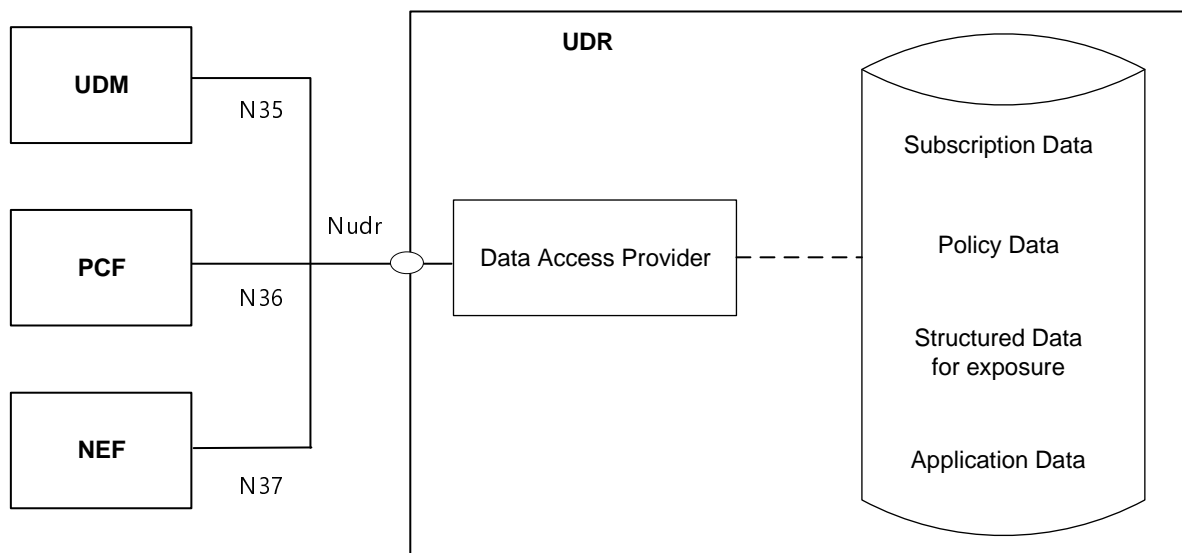 UDR
UDM
N35
Subscription Data
Nudr
PCF
N36
Data Access Provider
Policy Data
Structured Data
for exposure
NEF
N37
Application Data